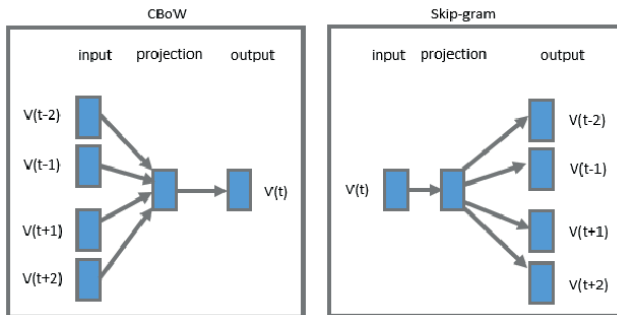 CBoW
input projection output
V(t-2)
V(t-1)
V(t)
V(t+1)
V(t+2)
Skip-gram
input projection output
V(t-2)
V(t-1)
V(t)
V(t+1)
V(t+2)